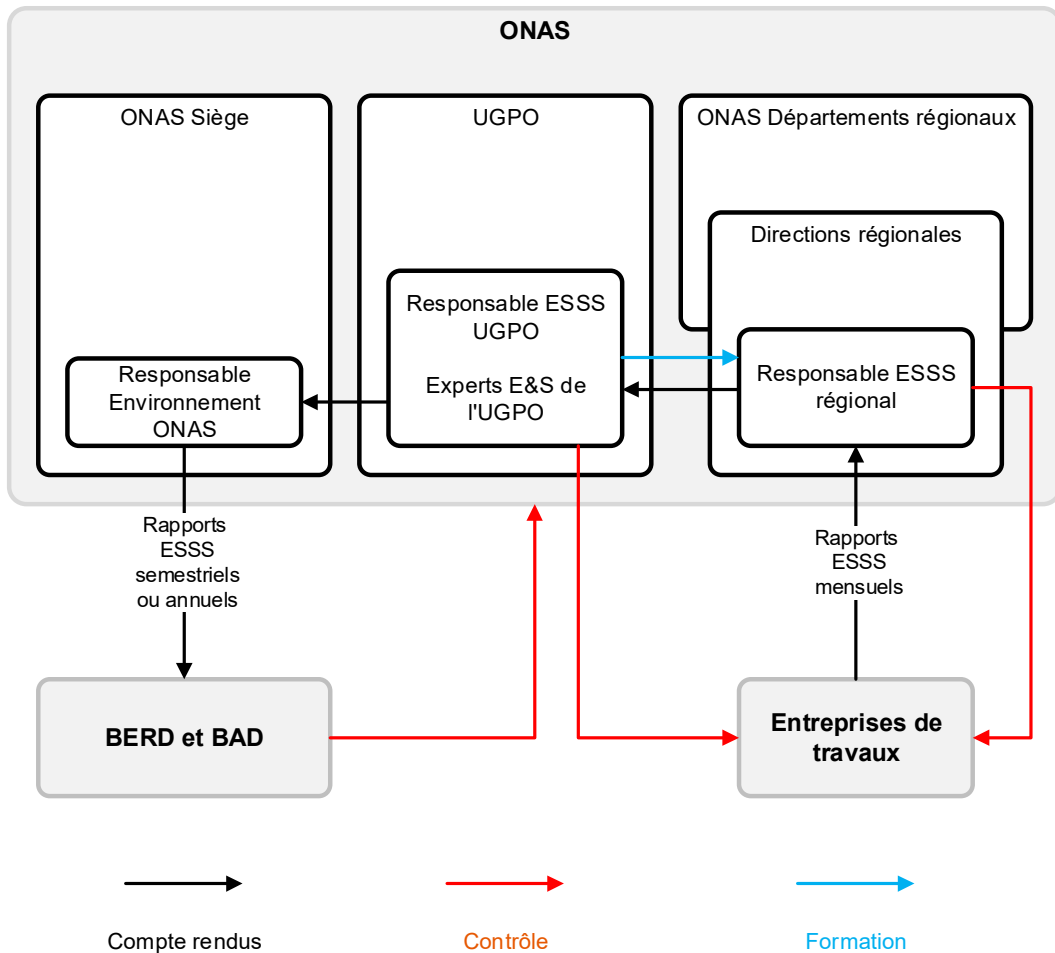 ONAS
ONAS Siège
UGPO
ONAS Départements régionaux
Directions régionales
Responsable ESSS
UGPO
Experts E&S de
l'UGPO
Responsable ESSS
régional
Responsable
Environnement
ONAS
Rapports
ESSS
semestriels
ou annuels
Rapports
ESSS
mensuels
BERD et BAD
Entreprises de
travaux
Compte rendus
Contrôle
Formation